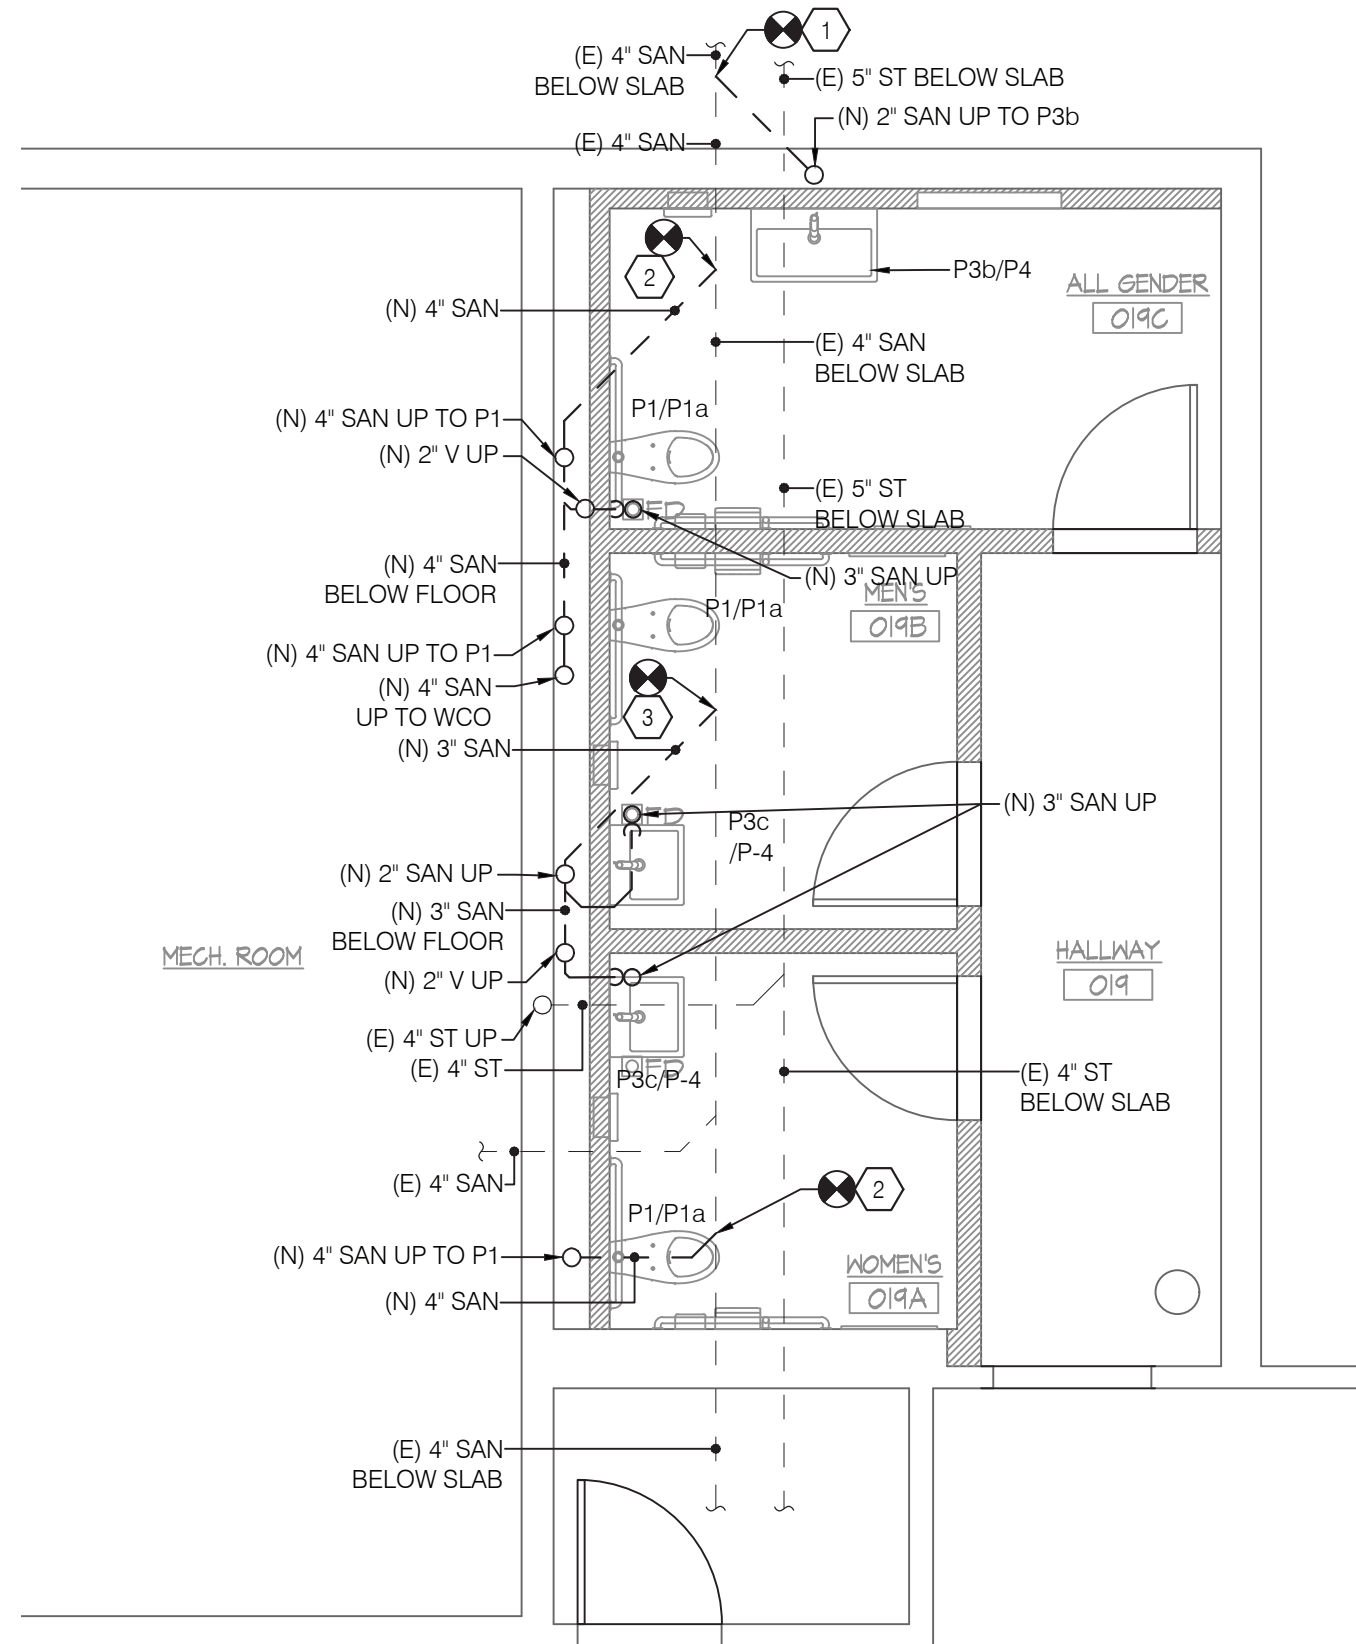 1
(E) 4" SAN
BELOW SLAB
(E) 5" ST BELOW SLAB
(N) 2" SAN UP TO P3b
(E) 4" SAN
2
P3b/P4
ALL GENDER
019C
(N) 4" SAN
(E) 4" SAN
BELOW SLAB
P1/P1a
(N) 4" SAN UP TO P1
(N) 2" V UP
(E) 5" ST
BELOW SLAB
FD
(N) 4" SAN
BELOW FLOOR
(N) 3" SAN UP
MEN'S
019B
P1/P1a
(N) 4" SAN UP TO P1
(N) 4" SAN
UP TO WCO
3
(N) 3" SAN
(N) 3" SAN UP
FD
P3c
/P-4
(N) 2" SAN UP
(N) 3" SAN
BELOW FLOOR
MECH. ROOM
HALLWAY
019
(N) 2" V UP
(E) 4" ST UP
(E) 4" ST
FD
P3c/P-4
(E) 4" ST
BELOW SLAB
(E) 4" SAN
2
P1/P1a
(N) 4" SAN UP TO P1
WOMEN'S
019A
(N) 4" SAN
(E) 4" SAN
BELOW SLAB